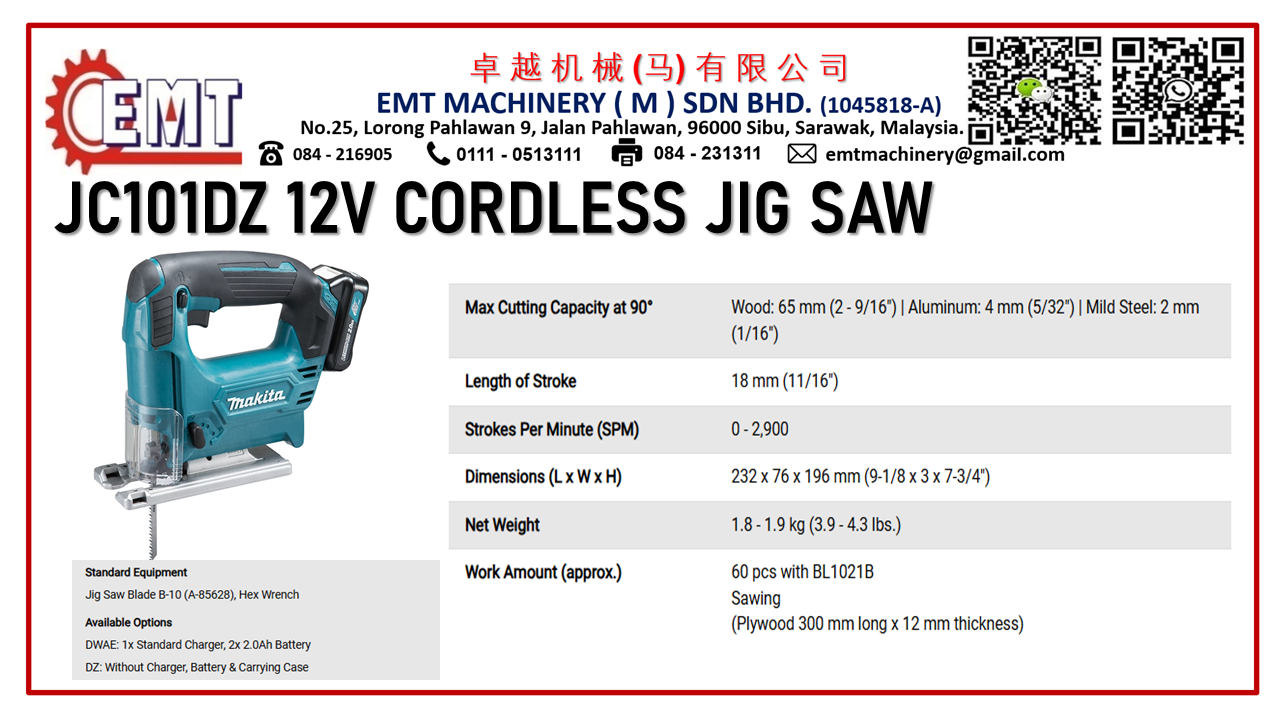 EMT
卓越机械(马)有限公司
EMT MACHINERY ( M ) SDN BHD. (1045818-A)
No.25, Lorong Pahlawan 9, Jalan Pahlawan, 96000 Sibu, Sarawak, Malaysia.
084 - 216905 0111 - 0513111 084 - 231311 emtmachinery@gmail.com
JC101DZ 12V CORDLESS JIG SAW
makita
Max Cutting Capacity at 90° Wood: 65 mm (2 - 9/16") | Aluminum: 4 mm (5/32") | Mild Steel: 2 mm
(1/16")
Length of Stroke 18 mm (11/16")
Strokes Per Minute (SPM) 0 - 2,900
Dimensions (L x W x H) 232 x 76 x 196 mm (9-1/8 x 3 x 7-3/4")
Net Weight 1.8 - 1.9 kg (3.9 - 4.3 lbs.)
Work Amount (approx.) 60 pcs with BL1021B
Sawing
(Plywood 300 mm long x 12 mm thickness)
Standard Equipment
Jig Saw Blade B-10 (A-85628), Hex Wrench
Available Options
DWAE: 1x Standard Charger, 2x 2.0Ah Battery
DZ: Without Charger, Battery & Carrying Case